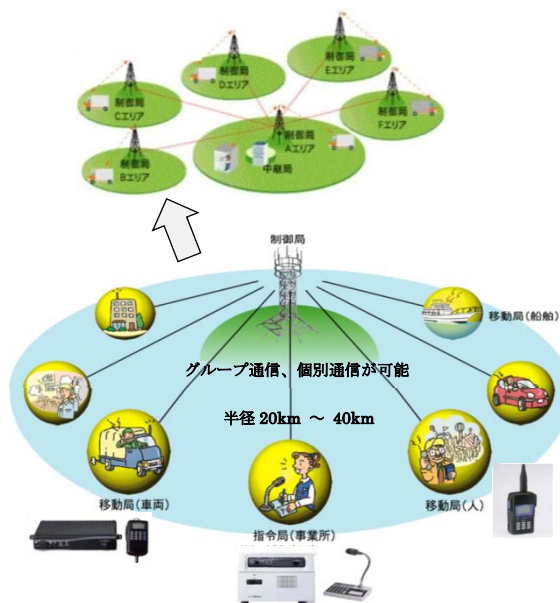 制御局
Eエリア
制御局
Dエリア
制御局
Cエリア
制御局
Fエリア
制御局
Aエリア
中継局
制御局
Bエリア
制御局
移動局(船舶)
グループ通信、個別通信が可能
半径 20km ～ 40km
移動局(車両)
移動局(人)
指令局(事業所)